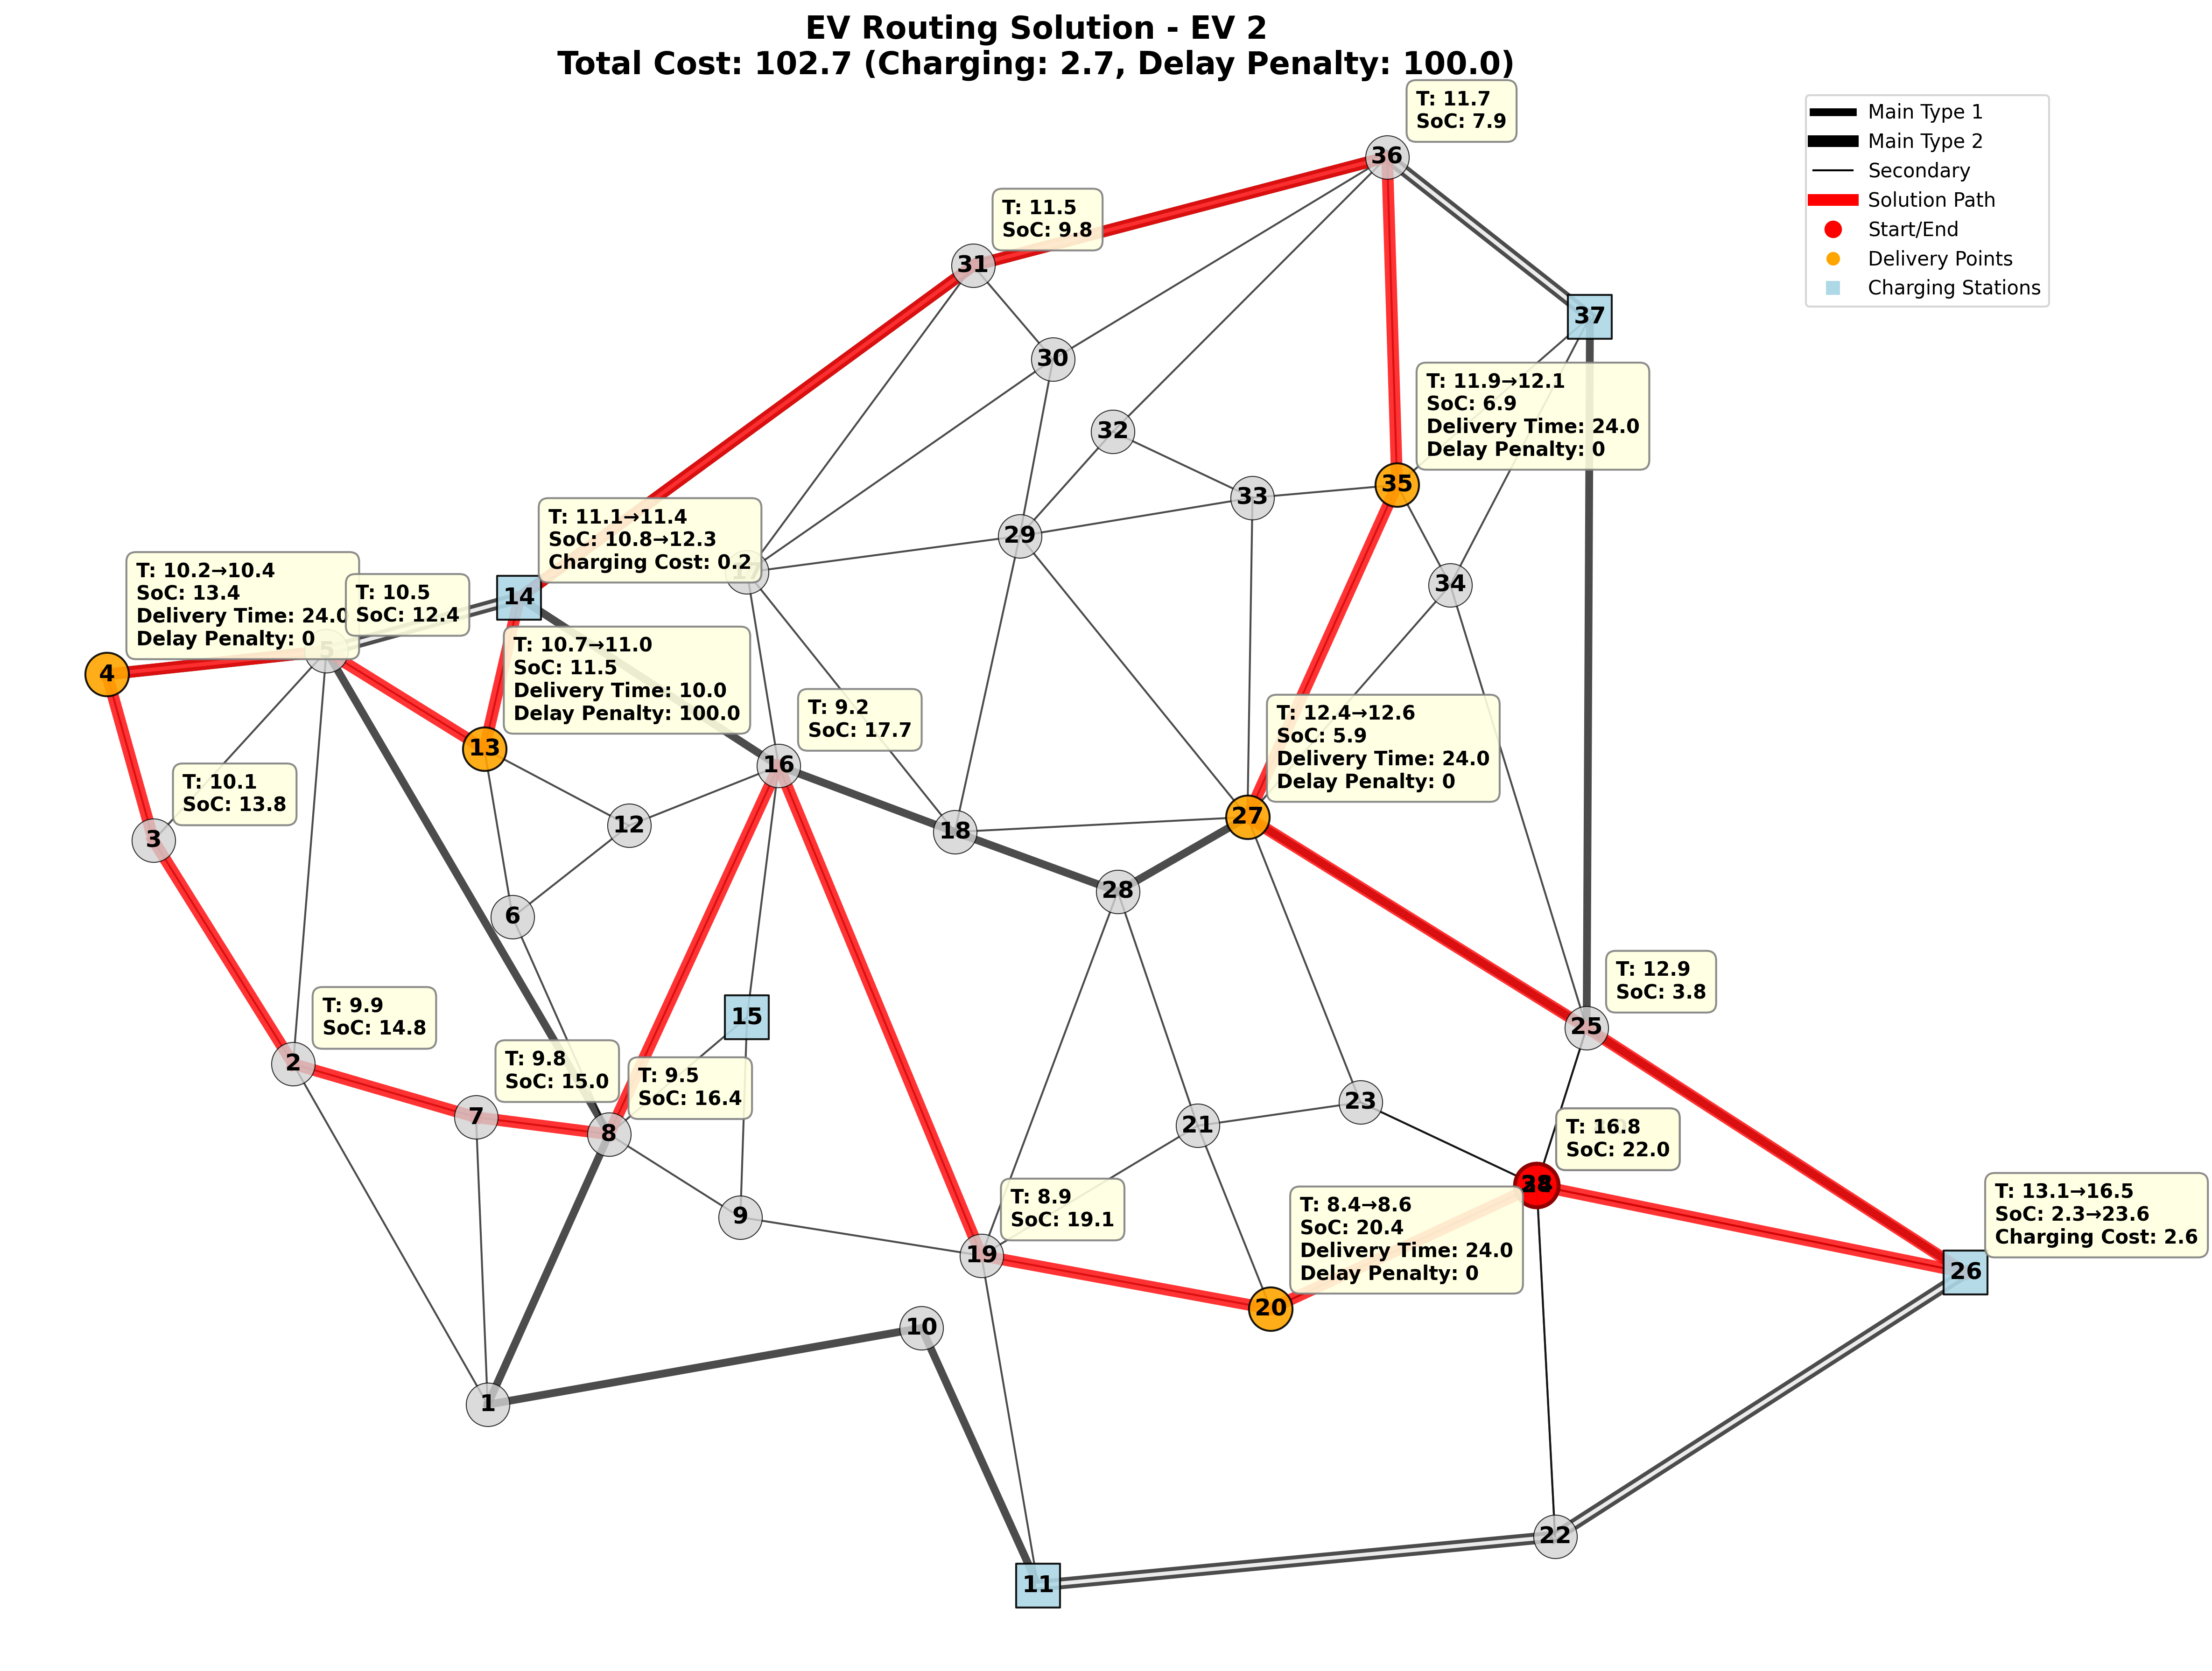 EV Routing Solution - EV 2
Total Cost: 102.7 (Charging: 2.7, Delay Penalty: 100.0)
Main Type 1
Main Type 2
Secondary
Solution Path
Start/End
Delivery Points
Charging Stations
T: 11.7
SoC: 7.9
36
T: 11.5
SoC: 9.8
31
37
30
T: 11.9→12.1
SoC: 6.9
Delivery Time: 24.0
Delay Penalty: 0
32
35
33
T: 11.1→11.4
SoC: 10.8→12.3
Charging Cost: 0.2
17
29
T: 10.2→10.4
SoC: 13.4
Delivery Time: 24.0
Delay Penalty: 0
T: 10.5
SoC: 12.4
14
34
5
4
T: 10.7→11.0
SoC: 11.5
Delivery Time: 10.0
Delay Penalty: 100.0
13
T: 9.2
SoC: 17.7
16
T: 12.4→12.6
SoC: 5.9
Delivery Time: 24.0
Delay Penalty: 0
27
T: 10.1
SoC: 13.8
3
12
18
28
6
T: 12.9
SoC: 3.8
25
T: 9.9
SoC: 14.8
2
15
T: 9.8
SoC: 15.0
T: 9.5
SoC: 16.4
7
8
23
21
T: 16.8
SoC: 22.0
T: 13.1→16.5
SoC: 2.3→23.6
Charging Cost: 2.6
26
T: 8.9
SoC: 19.1
T: 8.4→8.6
SoC: 20.4
Delivery Time: 24.0
Delay Penalty: 0
9
19
20
10
1
22
11